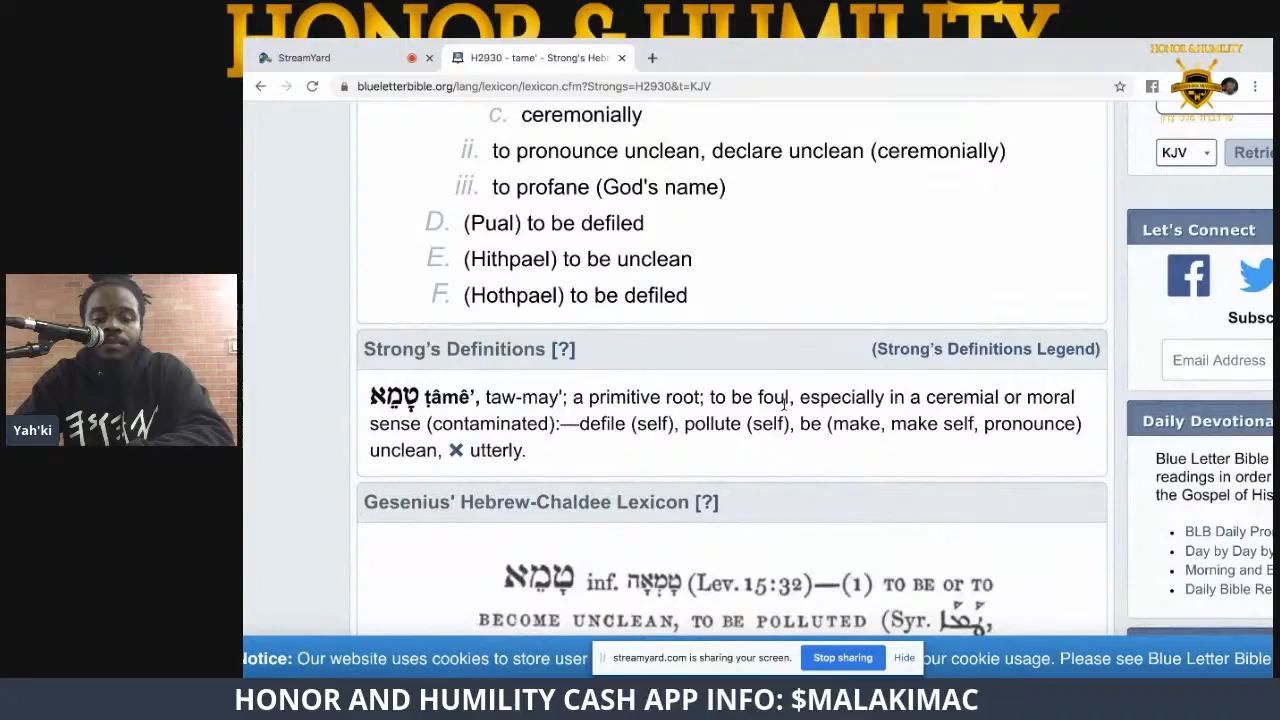 HONOR & HUMILITY
StreamYard
H2930 - tame' - Strong's Heb
HONOR & HUMILITY
blueletterbible.org/lang/lexicon/lexicon.cfm?Strongs=H2930&t=KJV
c. ceremonially
ii. to pronounce unclean, declare unclean (ceremonially)
iii. to profane (God's name)
D. (Pual) to be defiled
E. (Hithpael) to be unclean
F. (Hothpael) to be defiled
KJV
Retrie
Let's Connect
Subsc
Email Address
Strong's Definitions [?]
(Strong's Definitions Legend)
טָמֵא ṭâmêʼ, taw-may'; a primitive root; to be foul, especially in a ceremial or moral
sense (contaminated):—defile (self), pollute (self), be (make, make self, pronounce)
unclean, × utterly.
Daily Devotiona
Blue Letter Bible
readings in order
the Gospel of His
BLB Daily Pro
Day by Day by
Morning and E
Daily Bible Re
Gesenius' Hebrew-Chaldee Lexicon [?]
טָמֵא inf. טָמְאָה (Lev. 15:32)—(1) TO BE OR TO
BECOME UNCLEAN, TO BE POLLUTED (Syr.
Yah'ki
Notice: Our website uses cookies to store user
streamyard.com is sharing your screen.
Stop sharing
Hide
our cookie usage. Please see Blue Letter Bible
HONOR AND HUMILITY CASH APP INFO: $MALAKIMAC